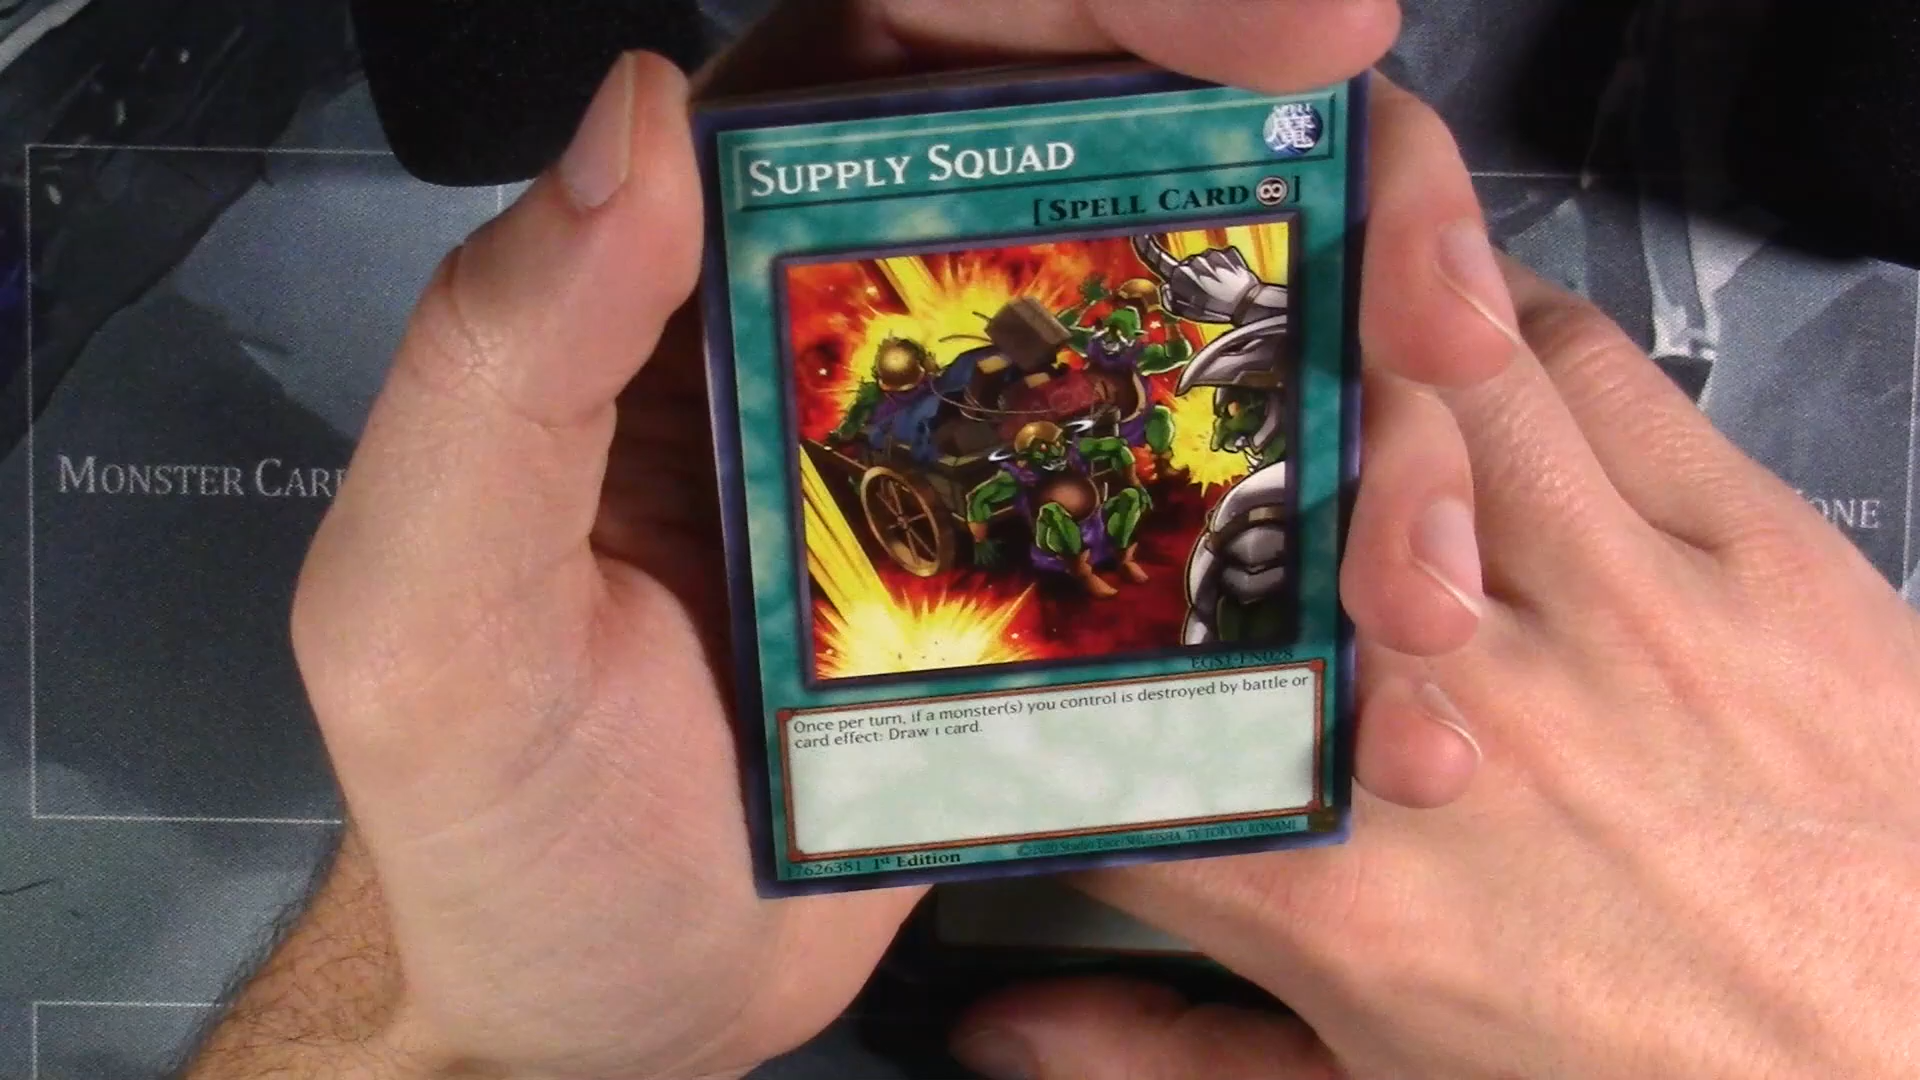 SUPPLY SQUAD
魔
[SPELL CARD ]
MONSTER CAR
ONE
EGS1-EN028
Once per turn, if a monster(s) you control is destroyed by battle or
card effect: Draw 1 card.
17626381 1st Edition
©2020 Studio Dice/SHUEISHA, TV TOKYO, KONAMI